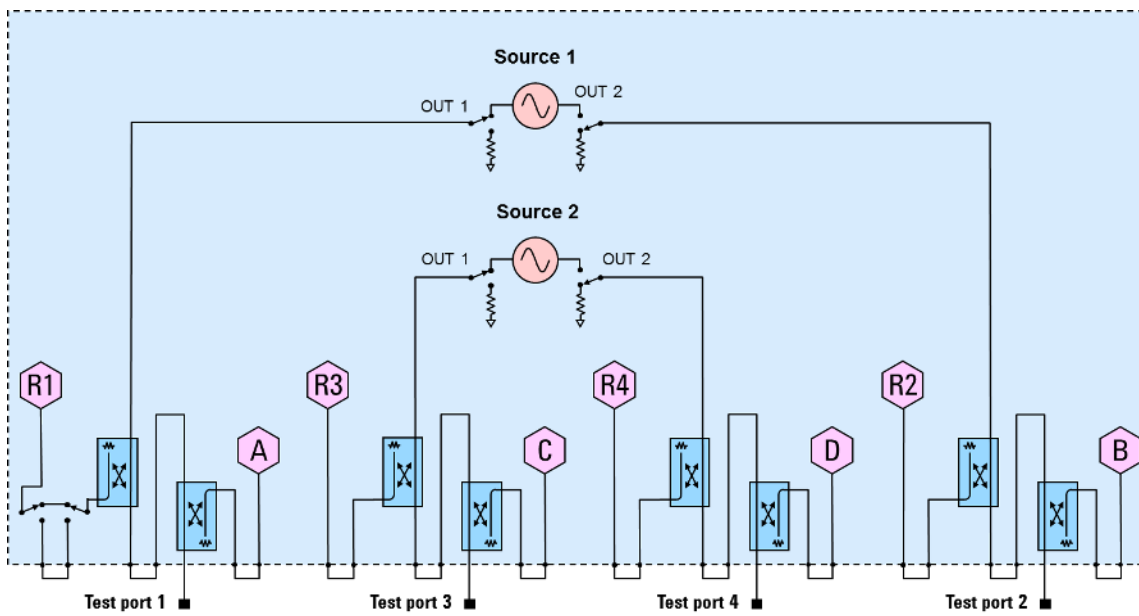 Source 1
OUT 1
OUT 2
Source 2
OUT 1
OUT 2
R1
R3
R4
R2
A
C
D
B
Test port 1
Test port 3
Test port 4
Test port 2